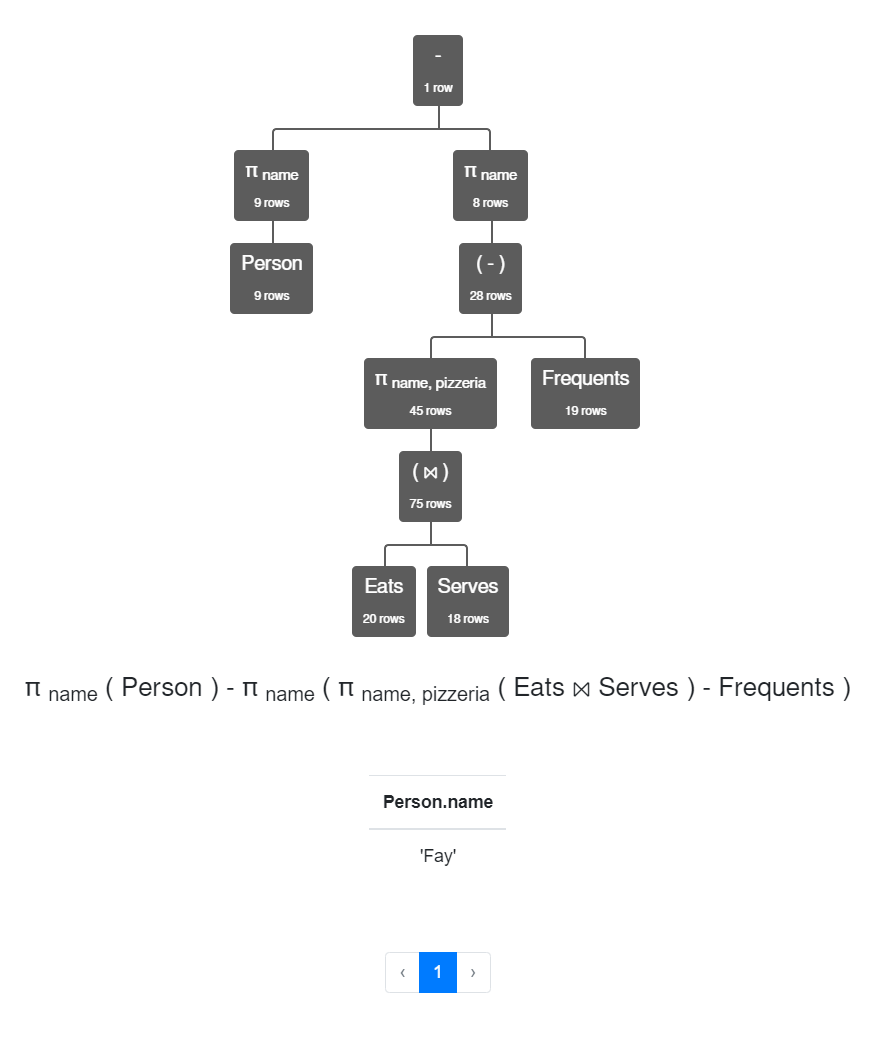 -
1 row
π name
9 rows
π name
8 rows
Person
9 rows
( - )
28 rows
π name, pizzeria
45 rows
Frequents
19 rows
( ⋈ )
75 rows
Eats
20 rows
Serves
18 rows
π name ( Person ) - π name ( π name, pizzeria ( Eats ⋈ Serves ) - Frequents )
Person.name
'Fay'
‹ 1 ›